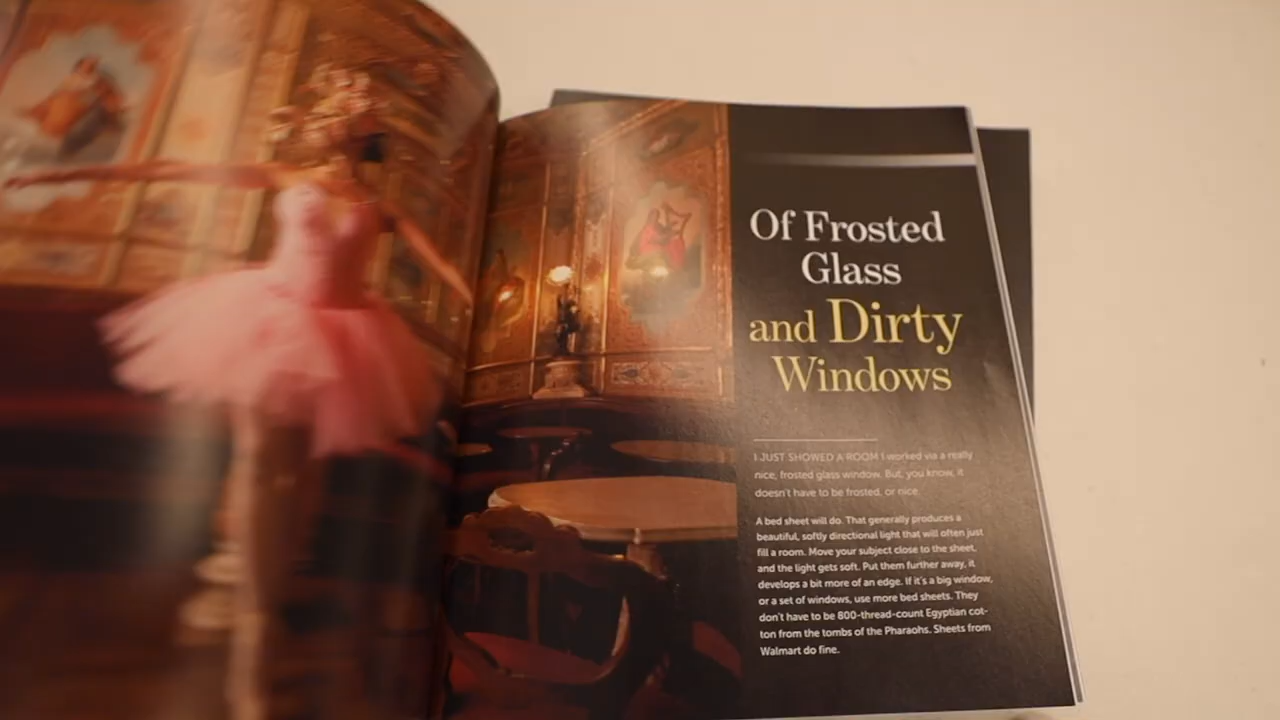 Of Frosted
Glass
and Dirty
Windows
I JUST SHOWED A ROOM I worked via a really
nice, frosted glass window. But, you know, it
doesn't have to be frosted, or nice.
A bed sheet will do. That generally produces a
beautiful, softly directional light that will often just
fill a room. Move your subject close to the sheet,
and the light gets soft. Put them further away, it
develops a bit more of an edge. If it's a big window,
or a set of windows, use more bed sheets. They
don't have to be 800-thread-count Egyptian cot-
ton from the tombs of the Pharaohs. Sheets from
Walmart do fine.